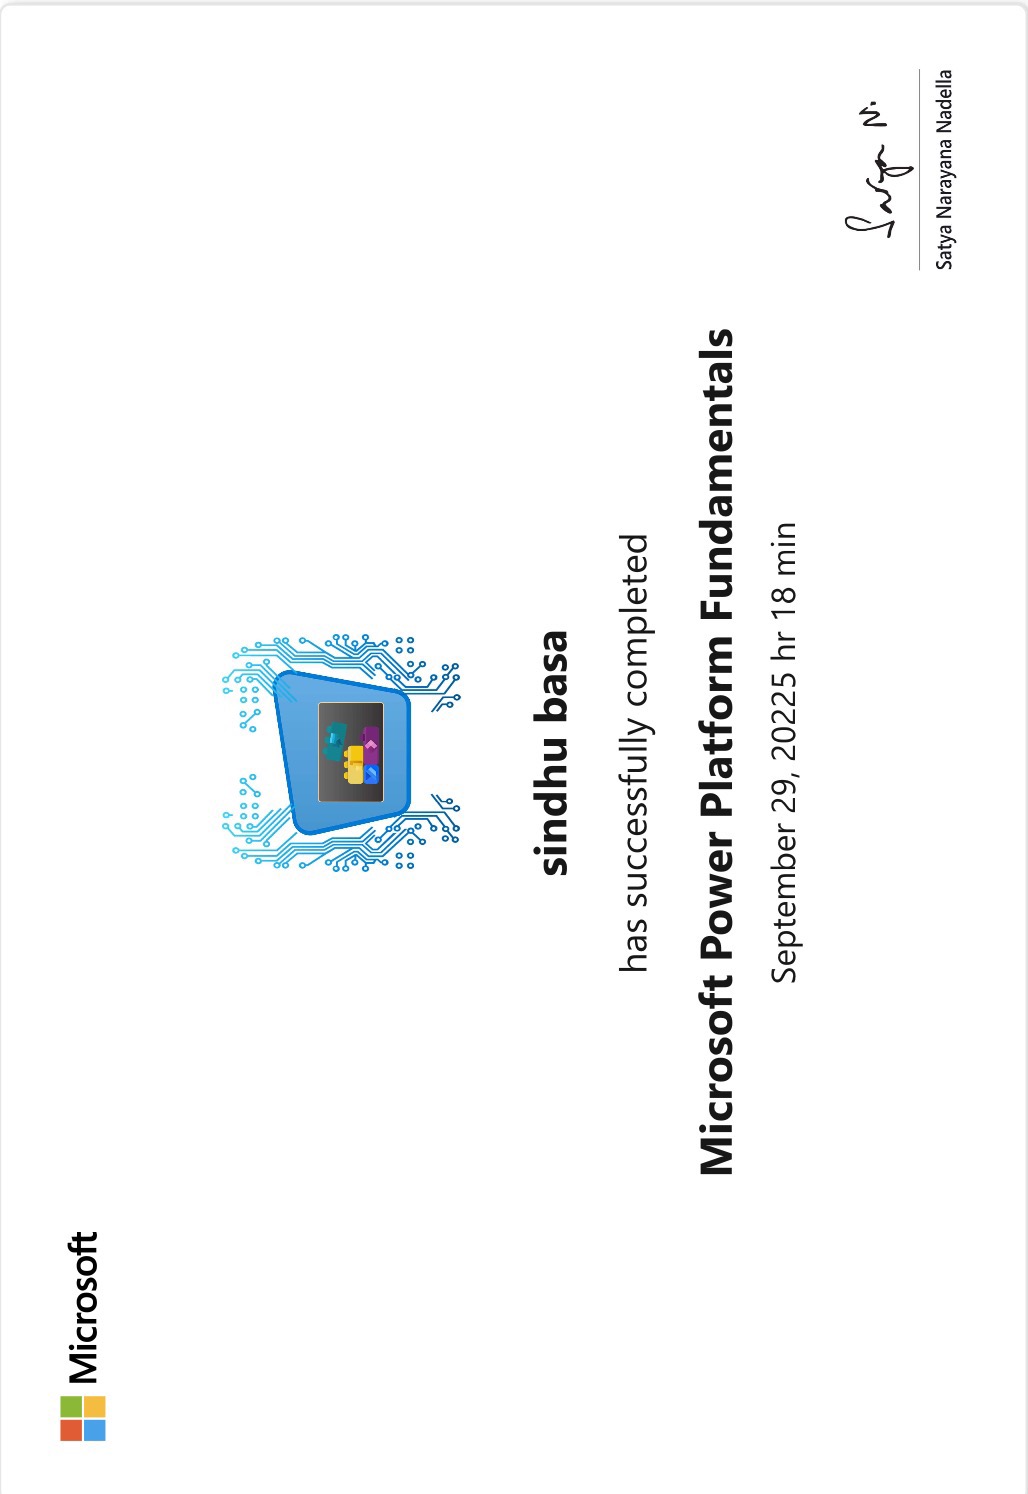 Microsoft
sindhu basa
has successfully completed
Microsoft Power Platform Fundamentals
September 29, 20225 hr 18 min
Satya N.
Satya Narayana Nadella